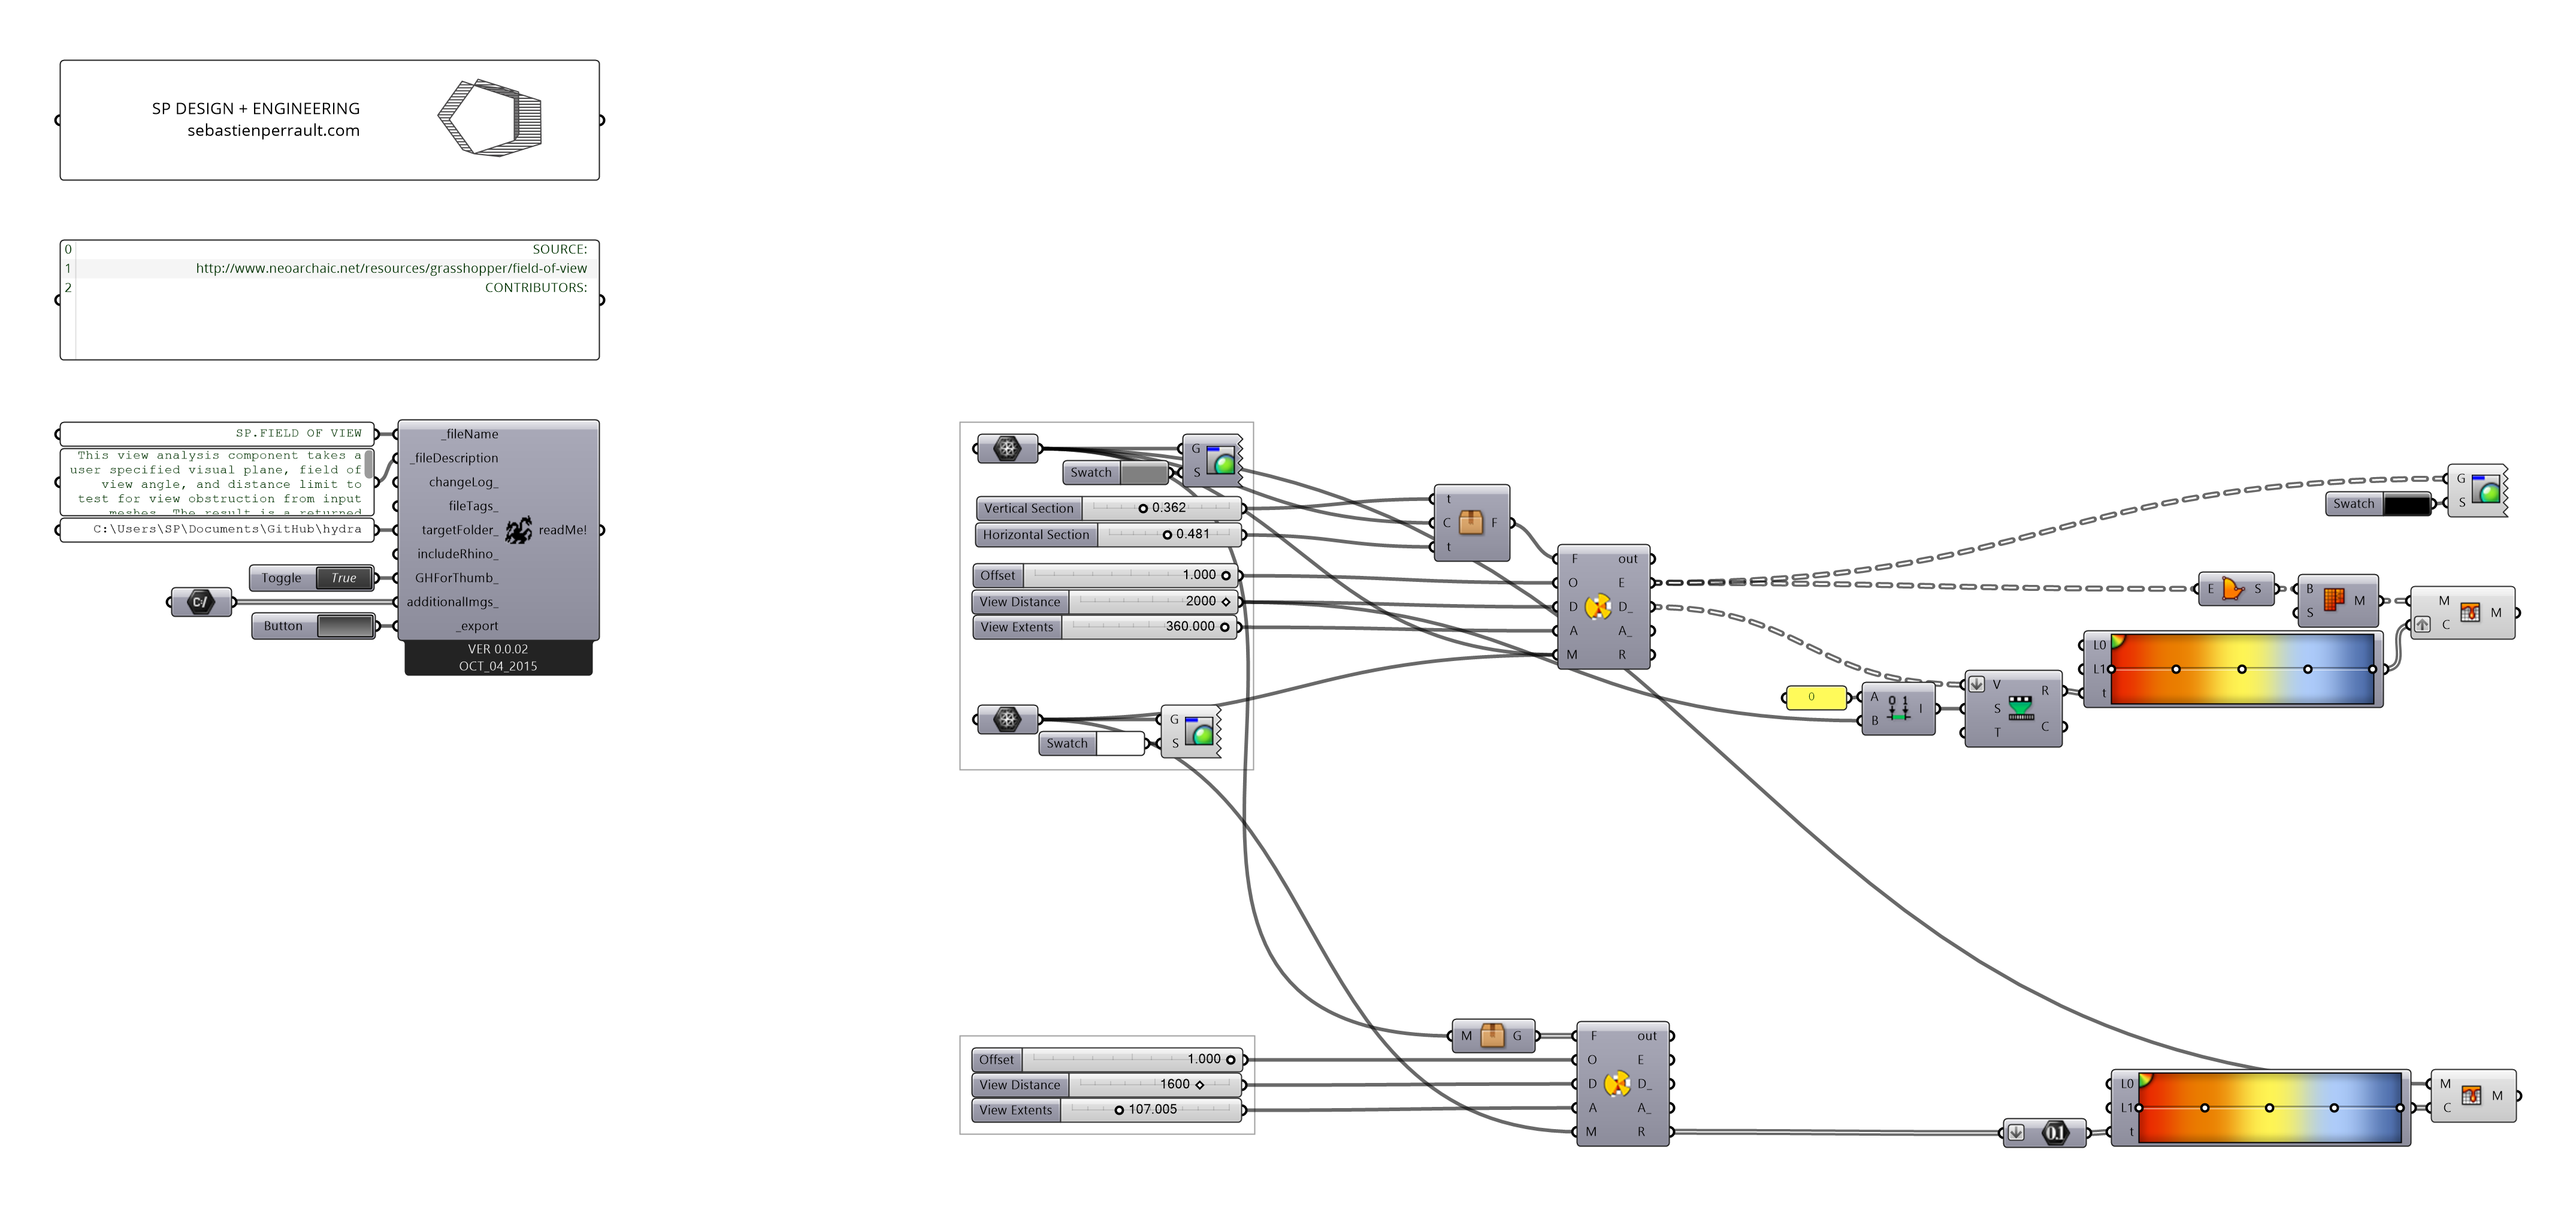 SP DESIGN + ENGINEERING
sebastienperrault.com
0 SOURCE:
1 http://www.neoarchaic.net/resources/grasshopper/field-of-view
2 CONTRIBUTORS:
SP.FIELD OF VIEW
This view analysis component takes a
user specified visual plane, field of
view angle, and distance limit to
test for view obstruction from input
meshes. The result is a returned
C:\Users\SP\Documents\GitHub\hydra
Toggle True
C:/
Button
_fileName
_fileDescription
changeLog_
fileTags_
targetFolder_
includeRhino_
GHForThumb_
additionalImgs_
_export
readMe!
VER 0.0.02
OCT_04_2015
G
S
Swatch
Vertical Section 0.362
Horizontal Section 0.481
Offset 1.000
View Distance 2000
View Extents 360.000
G
S
Swatch
t
C F
t
F out
O E
D D_
A A_
M R
0
A
B I
0 1
V R
S
T C
L0
L1
t
E S
B M
S
M M
C
Swatch
G
S
Offset 1.000
View Distance 1600
View Extents 107.005
M G
F out
O E
D D_
A A_
M R
0.1
L0
L1
t
M M
C